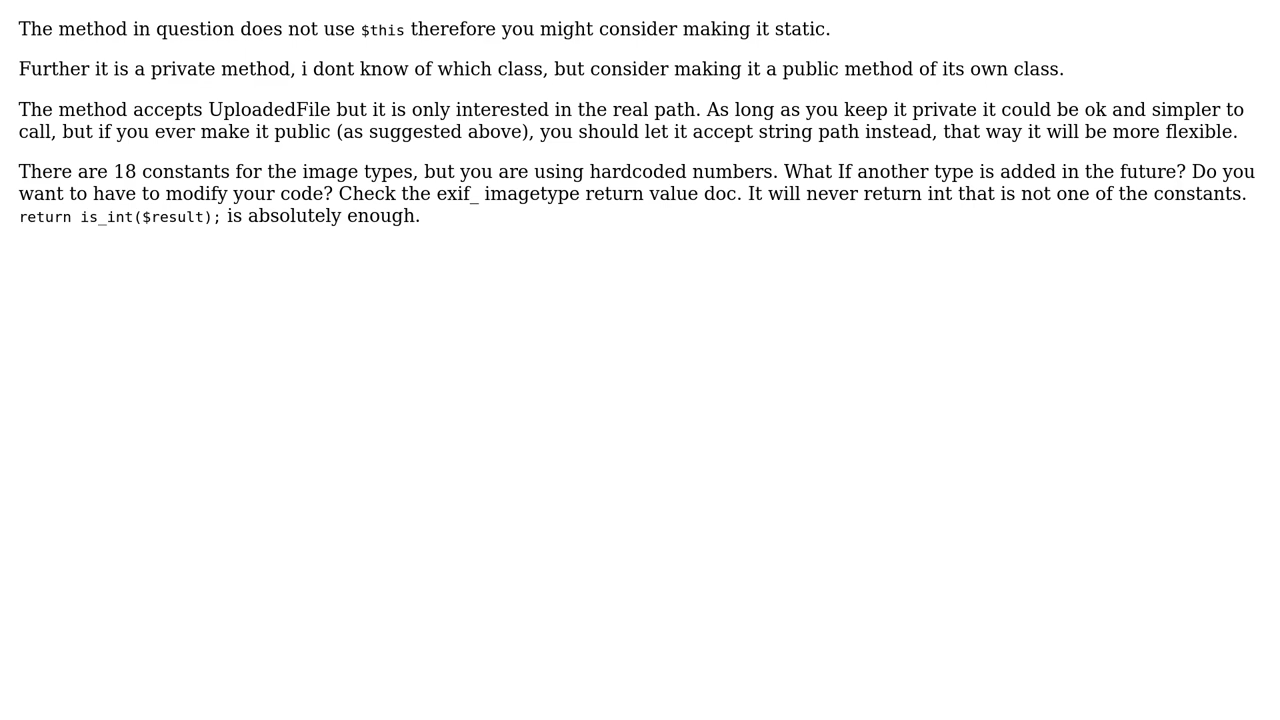 The method in question does not use $this therefore you might consider making it static.
Further it is a private method, i dont know of which class, but consider making it a public method of its own class.
The method accepts UploadedFile but it is only interested in the real path. As long as you keep it private it could be ok and simpler to
call, but if you ever make it public (as suggested above), you should let it accept string path instead, that way it will be more flexible.
There are 18 constants for the image types, but you are using hardcoded numbers. What If another type is added in the future? Do you
want to have to modify your code? Check the exif_ imagetype return value doc. It will never return int that is not one of the constants.
return is_int($result); is absolutely enough.